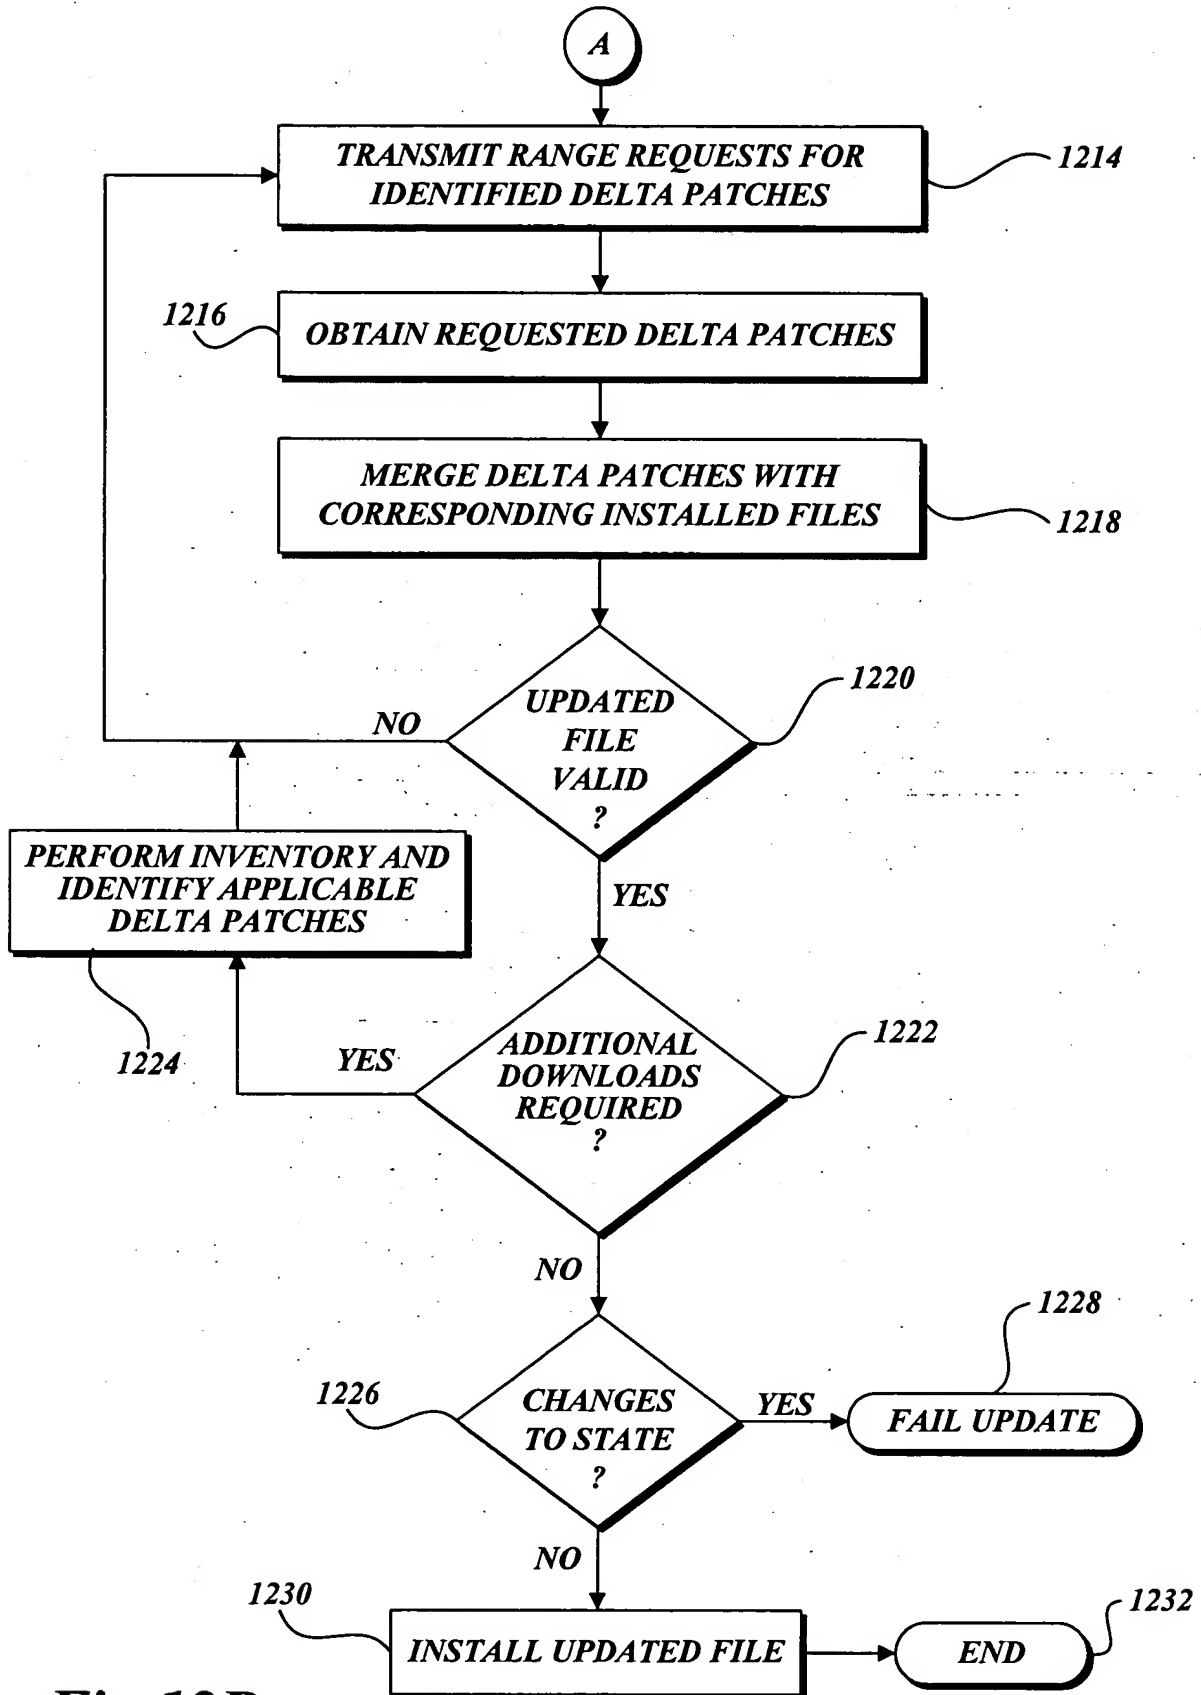 A
TRANSMIT RANGE REQUESTS FOR
IDENTIFIED DELTA PATCHES
1214
1216
OBTAIN REQUESTED DELTA PATCHES
MERGE DELTA PATCHES WITH
CORRESPONDING INSTALLED FILES
1218
UPDATED
FILE
VALID
?
1220
NO
YES
PERFORM INVENTORY AND
IDENTIFY APPLICABLE
DELTA PATCHES
1224
YES
ADDITIONAL
DOWNLOADS
REQUIRED
?
1222
NO
1226
CHANGES
TO STATE
?
YES
1228
FAIL UPDATE
NO
1230
INSTALL UPDATED FILE
END
1232